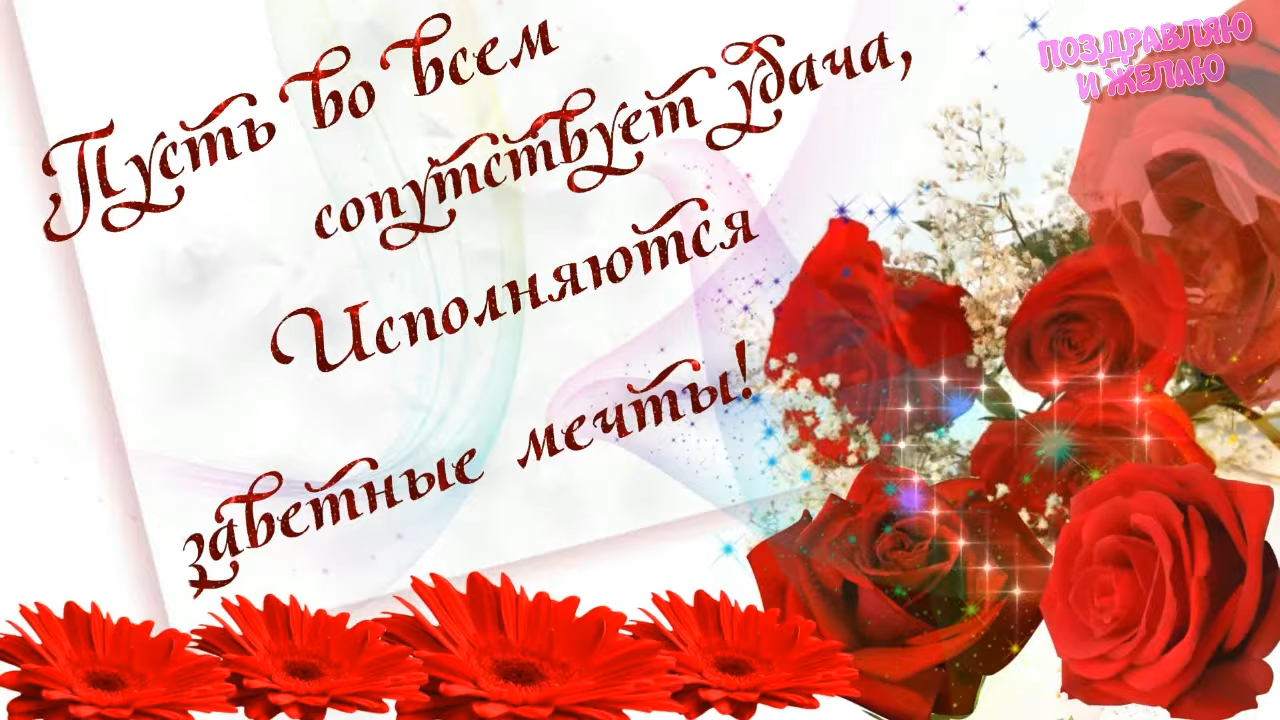 Пусть во всем
сопутствует удача,
Исполняются
заветные мечты!
ПОЗДРАВЛЯЮ
И ЖЕЛАЮ